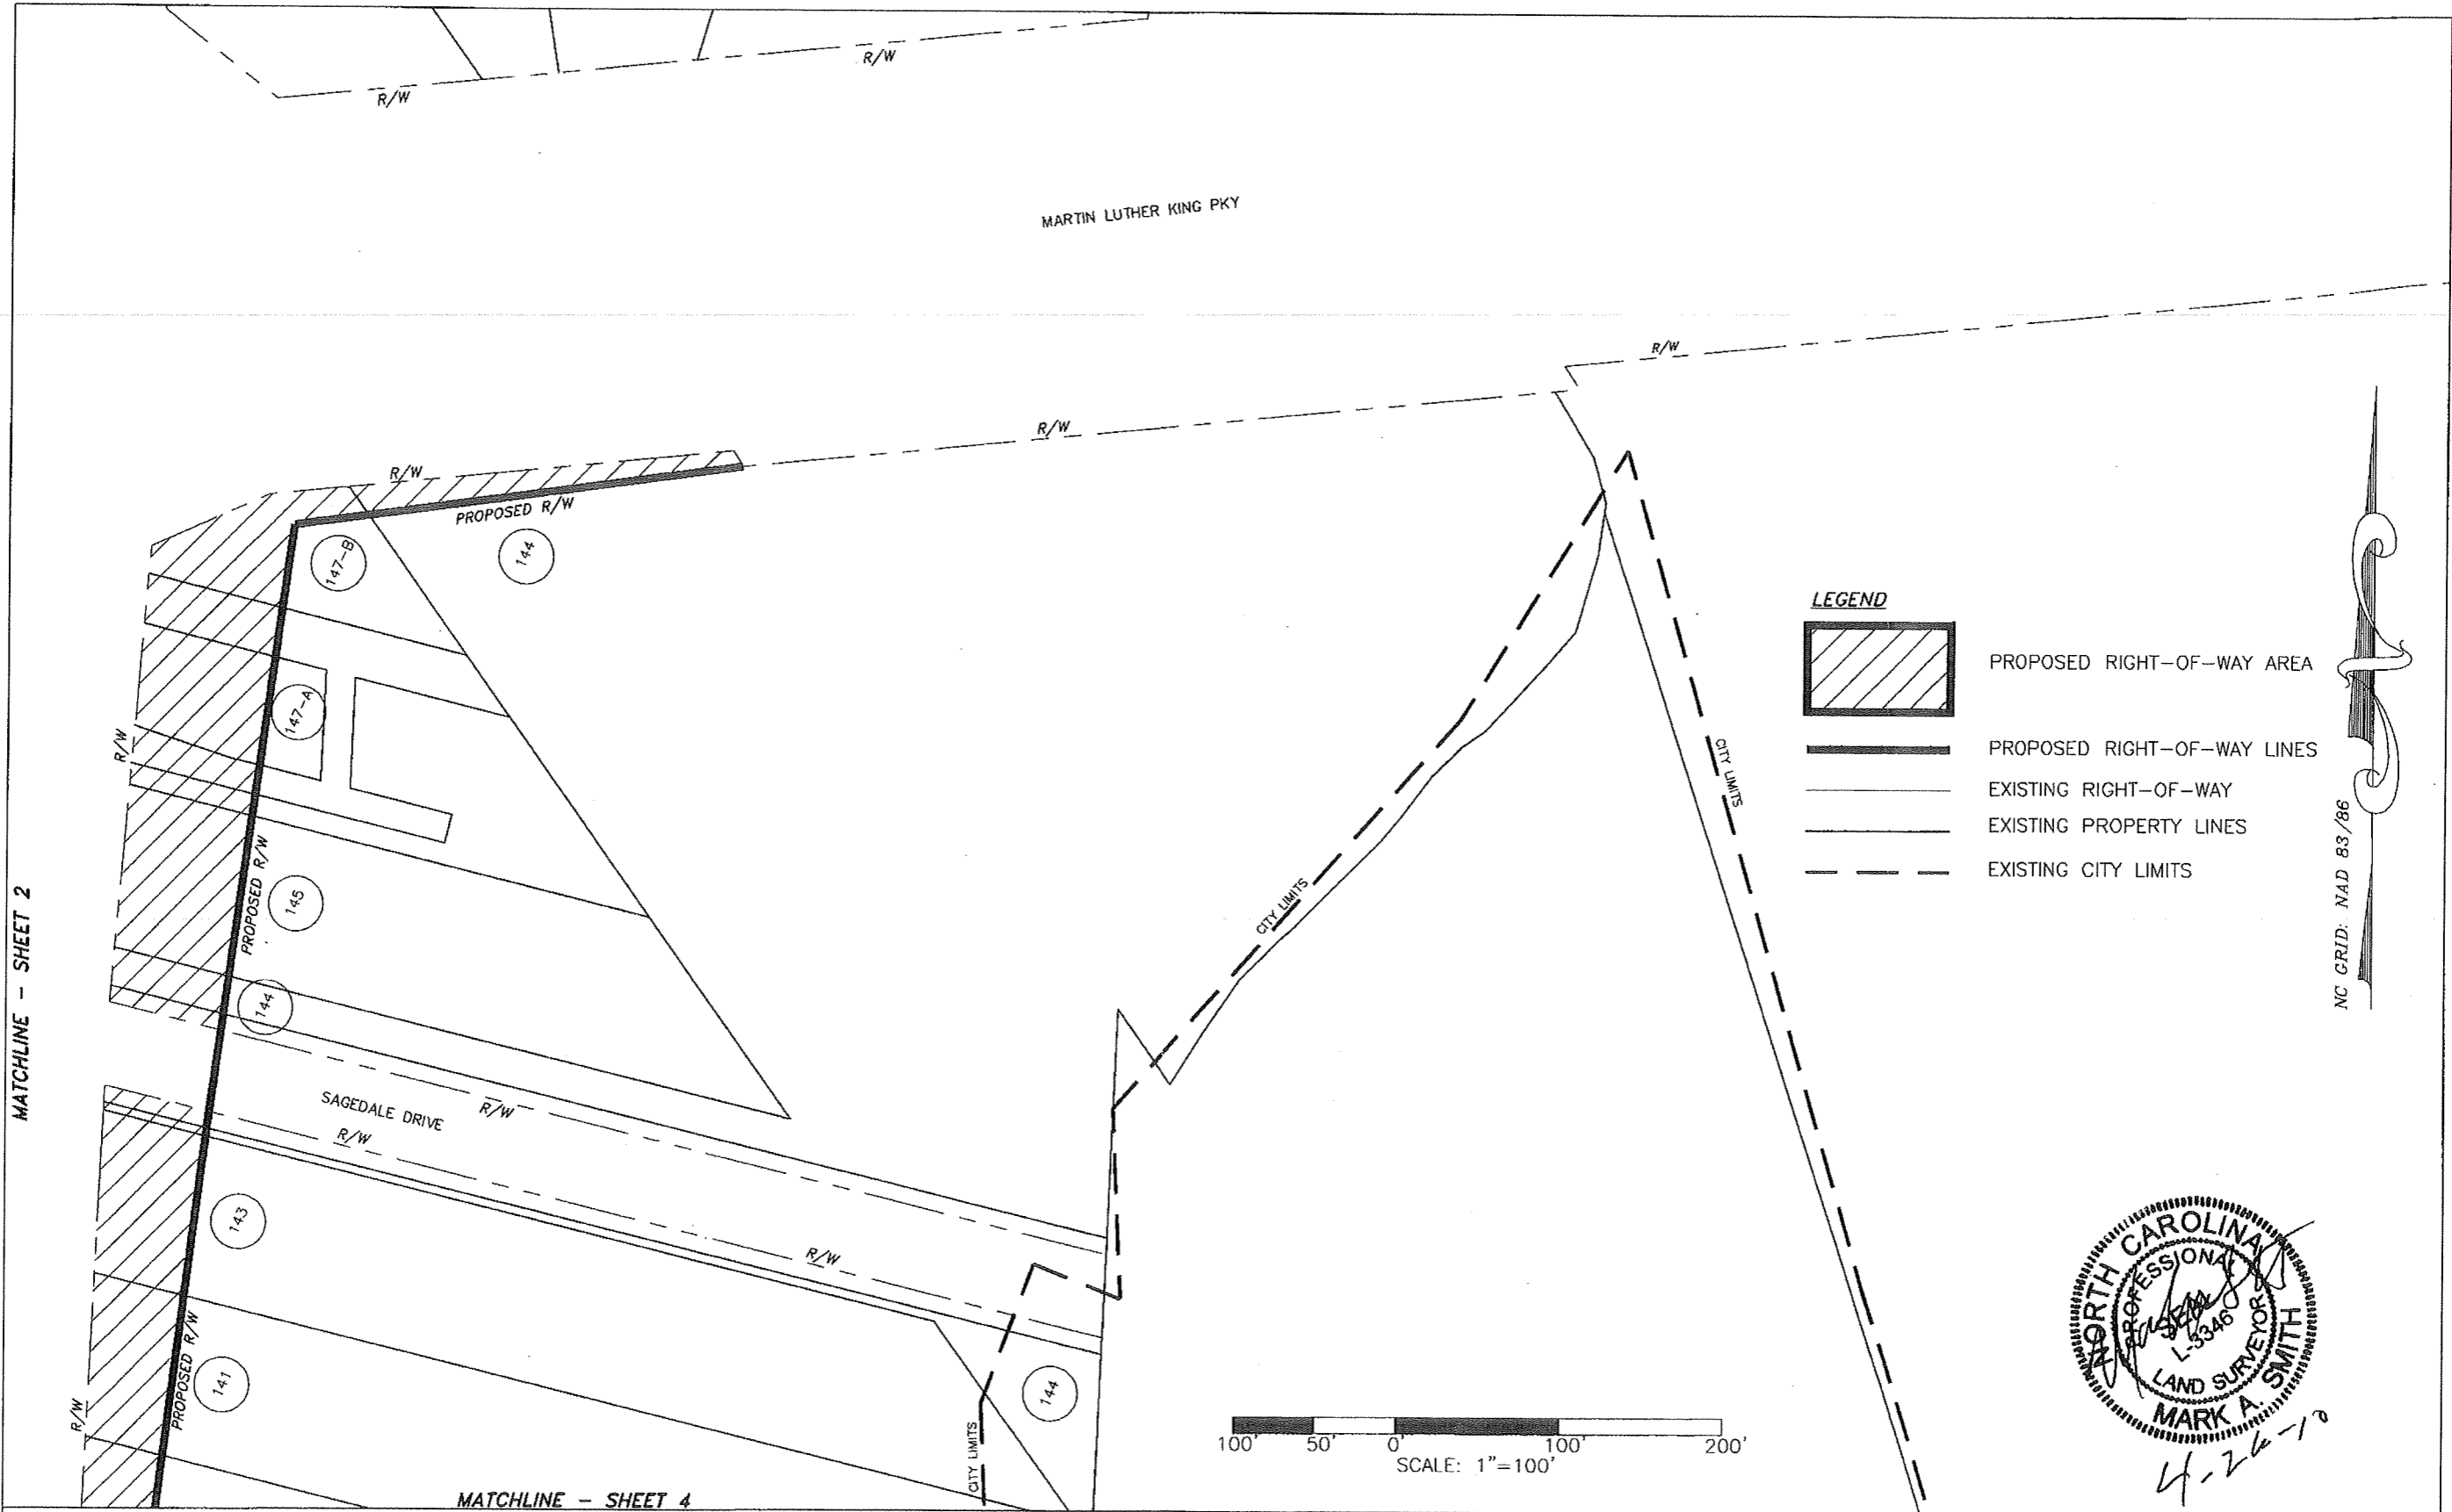 R/W
R/W
MARTIN LUTHER KING PKY
R/W
R/W
R/W
PROPOSED R/W
147-B
144
LEGEND
PROPOSED RIGHT-OF-WAY AREA
PROPOSED RIGHT-OF-WAY LINES
EXISTING RIGHT-OF-WAY
EXISTING PROPERTY LINES
EXISTING CITY LIMITS
NC GRID: NAD 83/86
147-A
R/W
CITY LIMITS
CITY LIMITS
PROPOSED R/W
145
144
MATCHLINE - SHEET 2
SAGEDALE DRIVE
R/W
R/W
R/W
143
PROPOSED R/W
141
R/W
144
CITY LIMITS
MATCHLINE - SHEET 4
100' 50' 0' 100' 200'
SCALE: 1"=100'
NORTH CAROLINA
PROFESSIONAL
SEAL
L-3346
LAND SURVEYOR
MARK A. SMITH
4-26-10